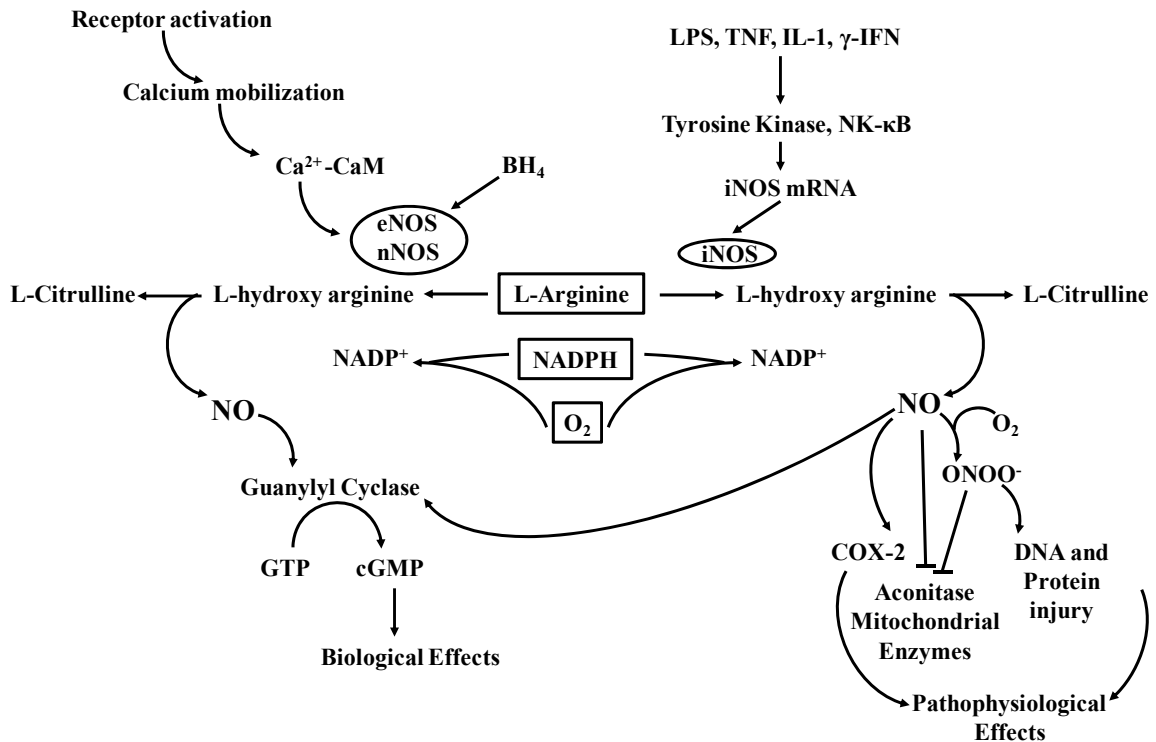 Receptor activation
LPS, TNF, IL-1, γ-IFN
Calcium mobilization
Tyrosine Kinase, NK-κB
Ca²⁺-CaM
BH₄
iNOS mRNA
eNOS
nNOS
iNOS
L-Citrulline
L-hydroxy arginine
L-Arginine
L-hydroxy arginine
L-Citrulline
NADP⁺
NADPH
NADP⁺
NO
O₂
NO
O₂
Guanylyl Cyclase
ONOO⁻
GTP
cGMP
COX-2
DNA and
Protein
injury
Aconitase
Mitochondrial
Enzymes
Biological Effects
Pathophysiological
Effects